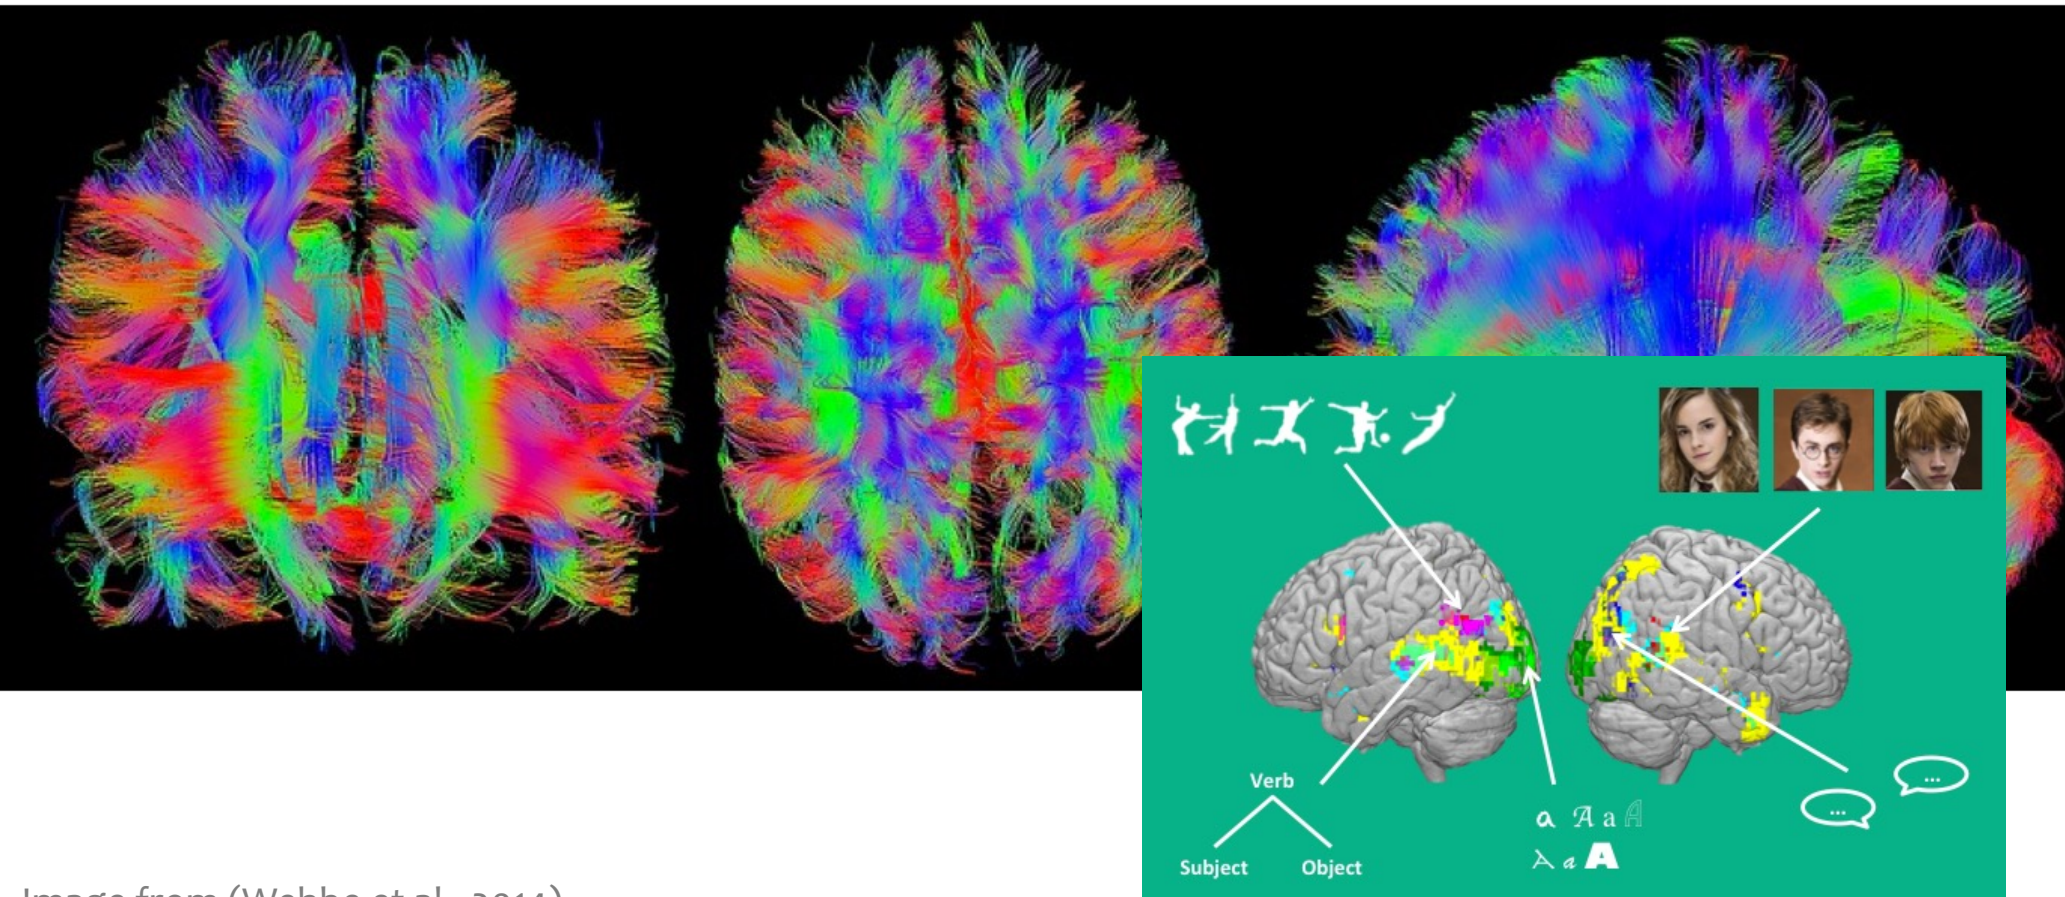 Verb
Subject Object
a A a A
A a A
...
...
Image from (Wehbe et al., 2014)